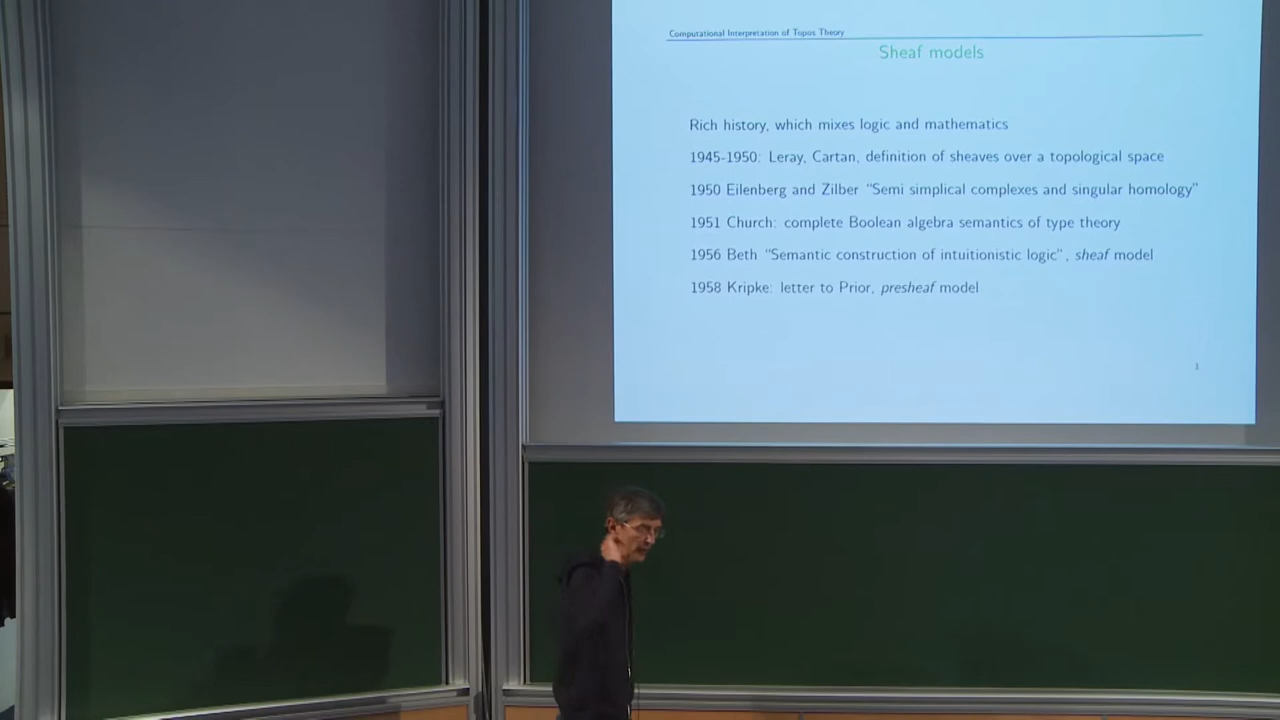 Computational Interpretation of Topos Theory
Sheaf models
Rich history, which mixes logic and mathematics
1945-1950: Leray, Cartan, definition of sheaves over a topological space
1950 Eilenberg and Zilber “Semi simplical complexes and singular homology”
1951 Church: complete Boolean algebra semantics of type theory
1956 Beth “Semantic construction of intuitionistic logic”, sheaf model
1958 Kripke: letter to Prior, presheaf model
1